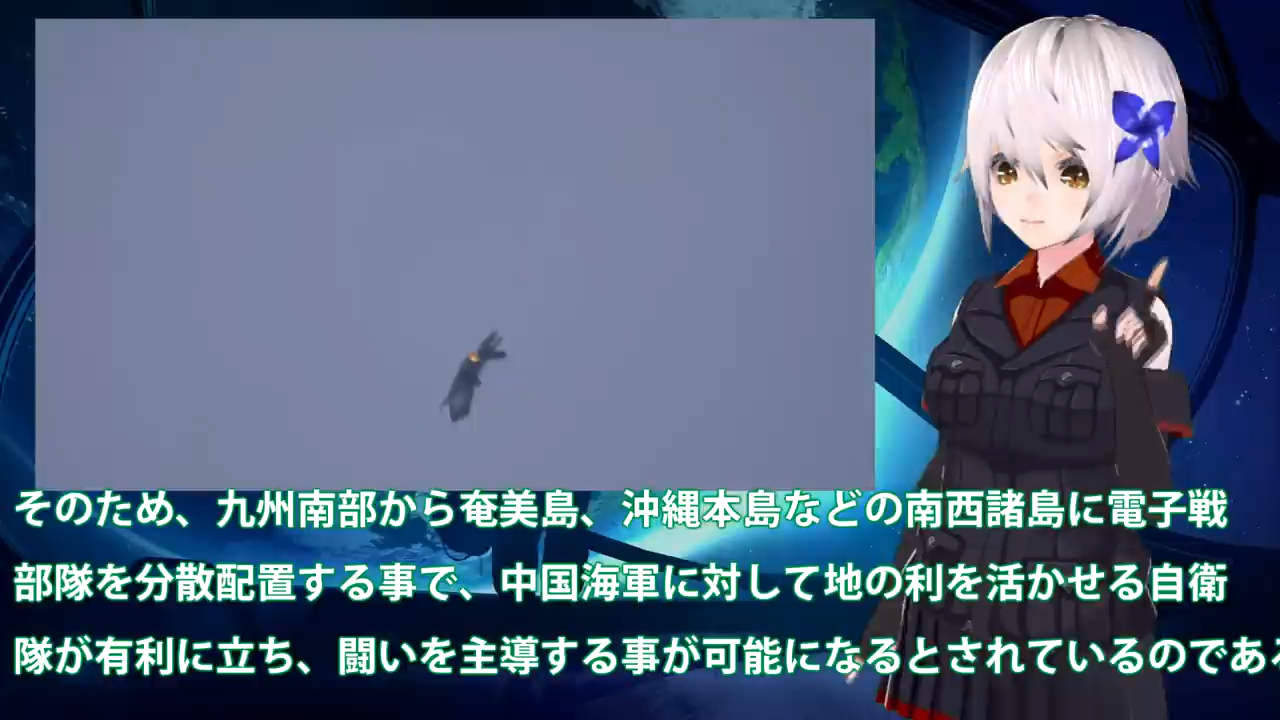 そのため、九州南部から奄美島、沖縄本島などの南西諸島に電子戦
部隊を分散配置する事で、中国海軍に対して地の利を活かせる自衛
隊が有利に立ち、闘いを主導する事が可能になるとされているのである